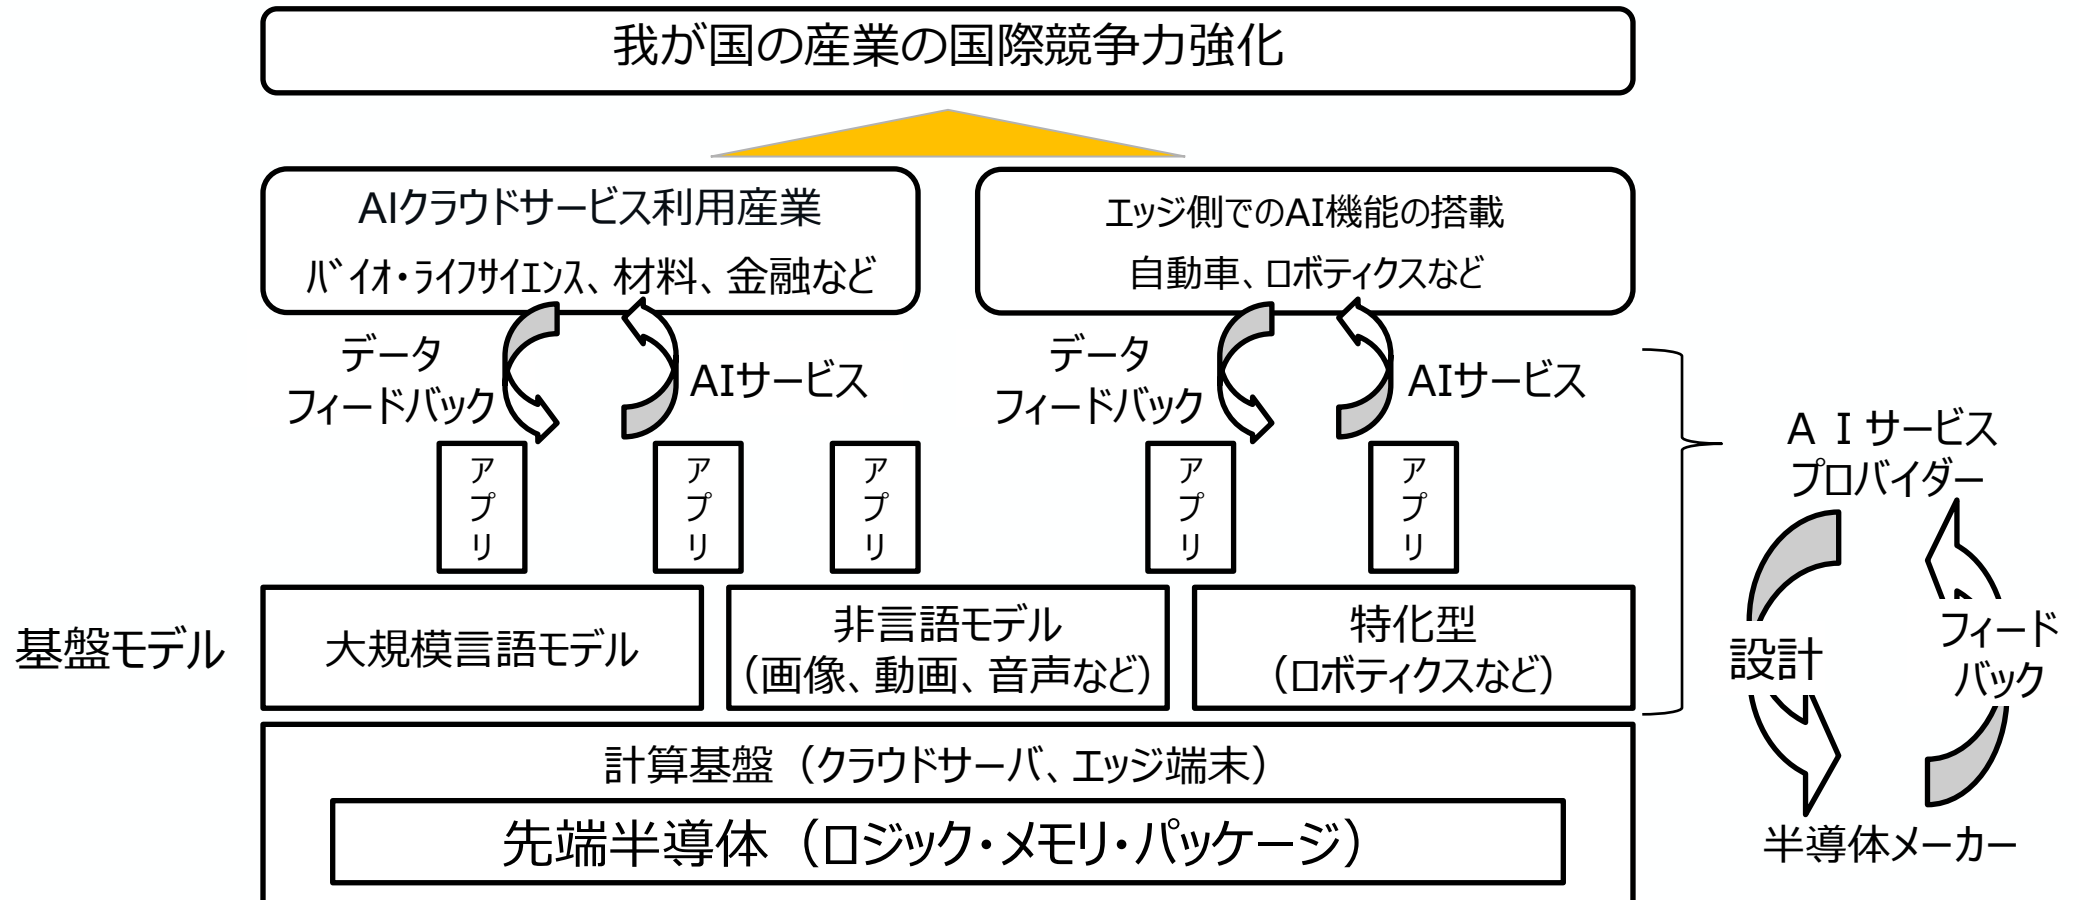 我が国の産業の国際競争力強化
AIクラウドサービス利用産業
バイオ・ライフサイエンス、材料、金融など
エッジ側でのAI機能の搭載
自動車、ロボティクスなど
データ
フィードバック
AIサービス
データ
フィードバック
AIサービス
アプリ
アプリ
アプリ
アプリ
アプリ
基盤モデル
大規模言語モデル
非言語モデル
（画像、動画、音声など）
特化型
（ロボティクスなど）
計算基盤（クラウドサーバ、エッジ端末）
先端半導体（ロジック・メモリ・パッケージ）
ＡＩサービス
プロバイダー
設計
フィード
バック
半導体メーカー